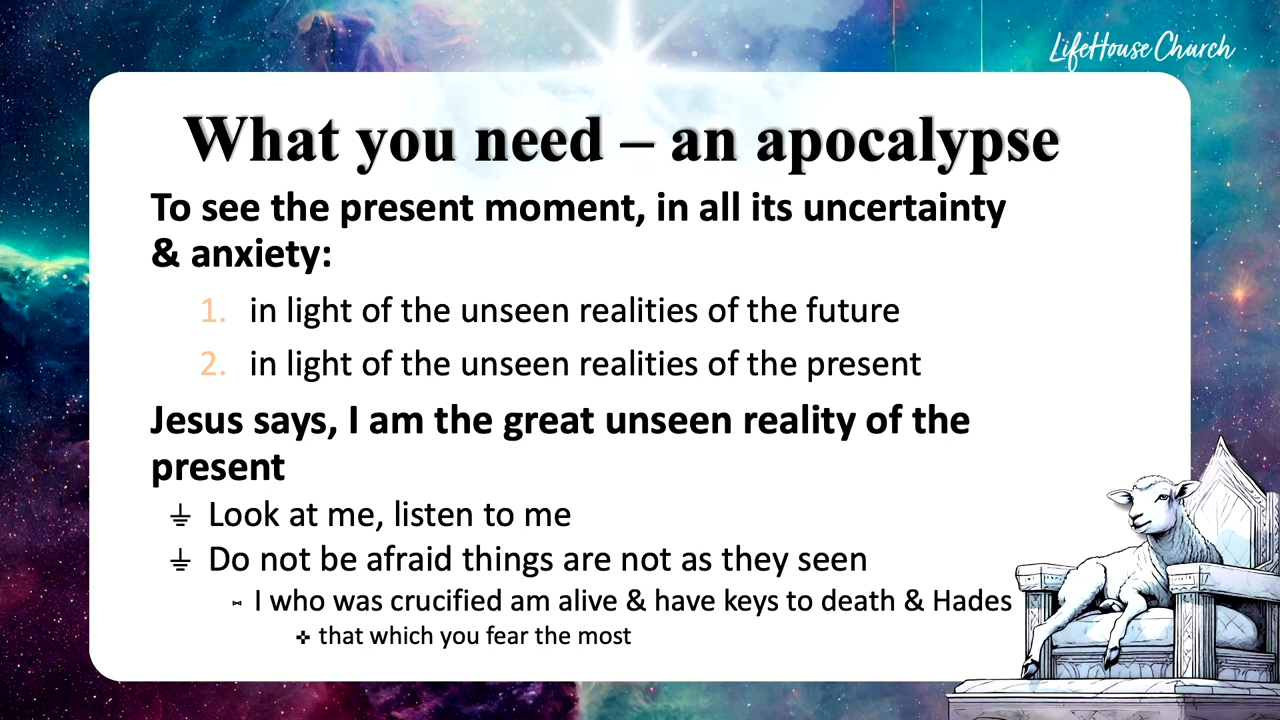 LifeHouse Church
What you need – an apocalypse
To see the present moment, in all its uncertainty
& anxiety:
1. in light of the unseen realities of the future
2. in light of the unseen realities of the present
Jesus says, I am the great unseen reality of the
present
Look at me, listen to me
Do not be afraid things are not as they seen
I who was crucified am alive & have keys to death & Hades
that which you fear the most